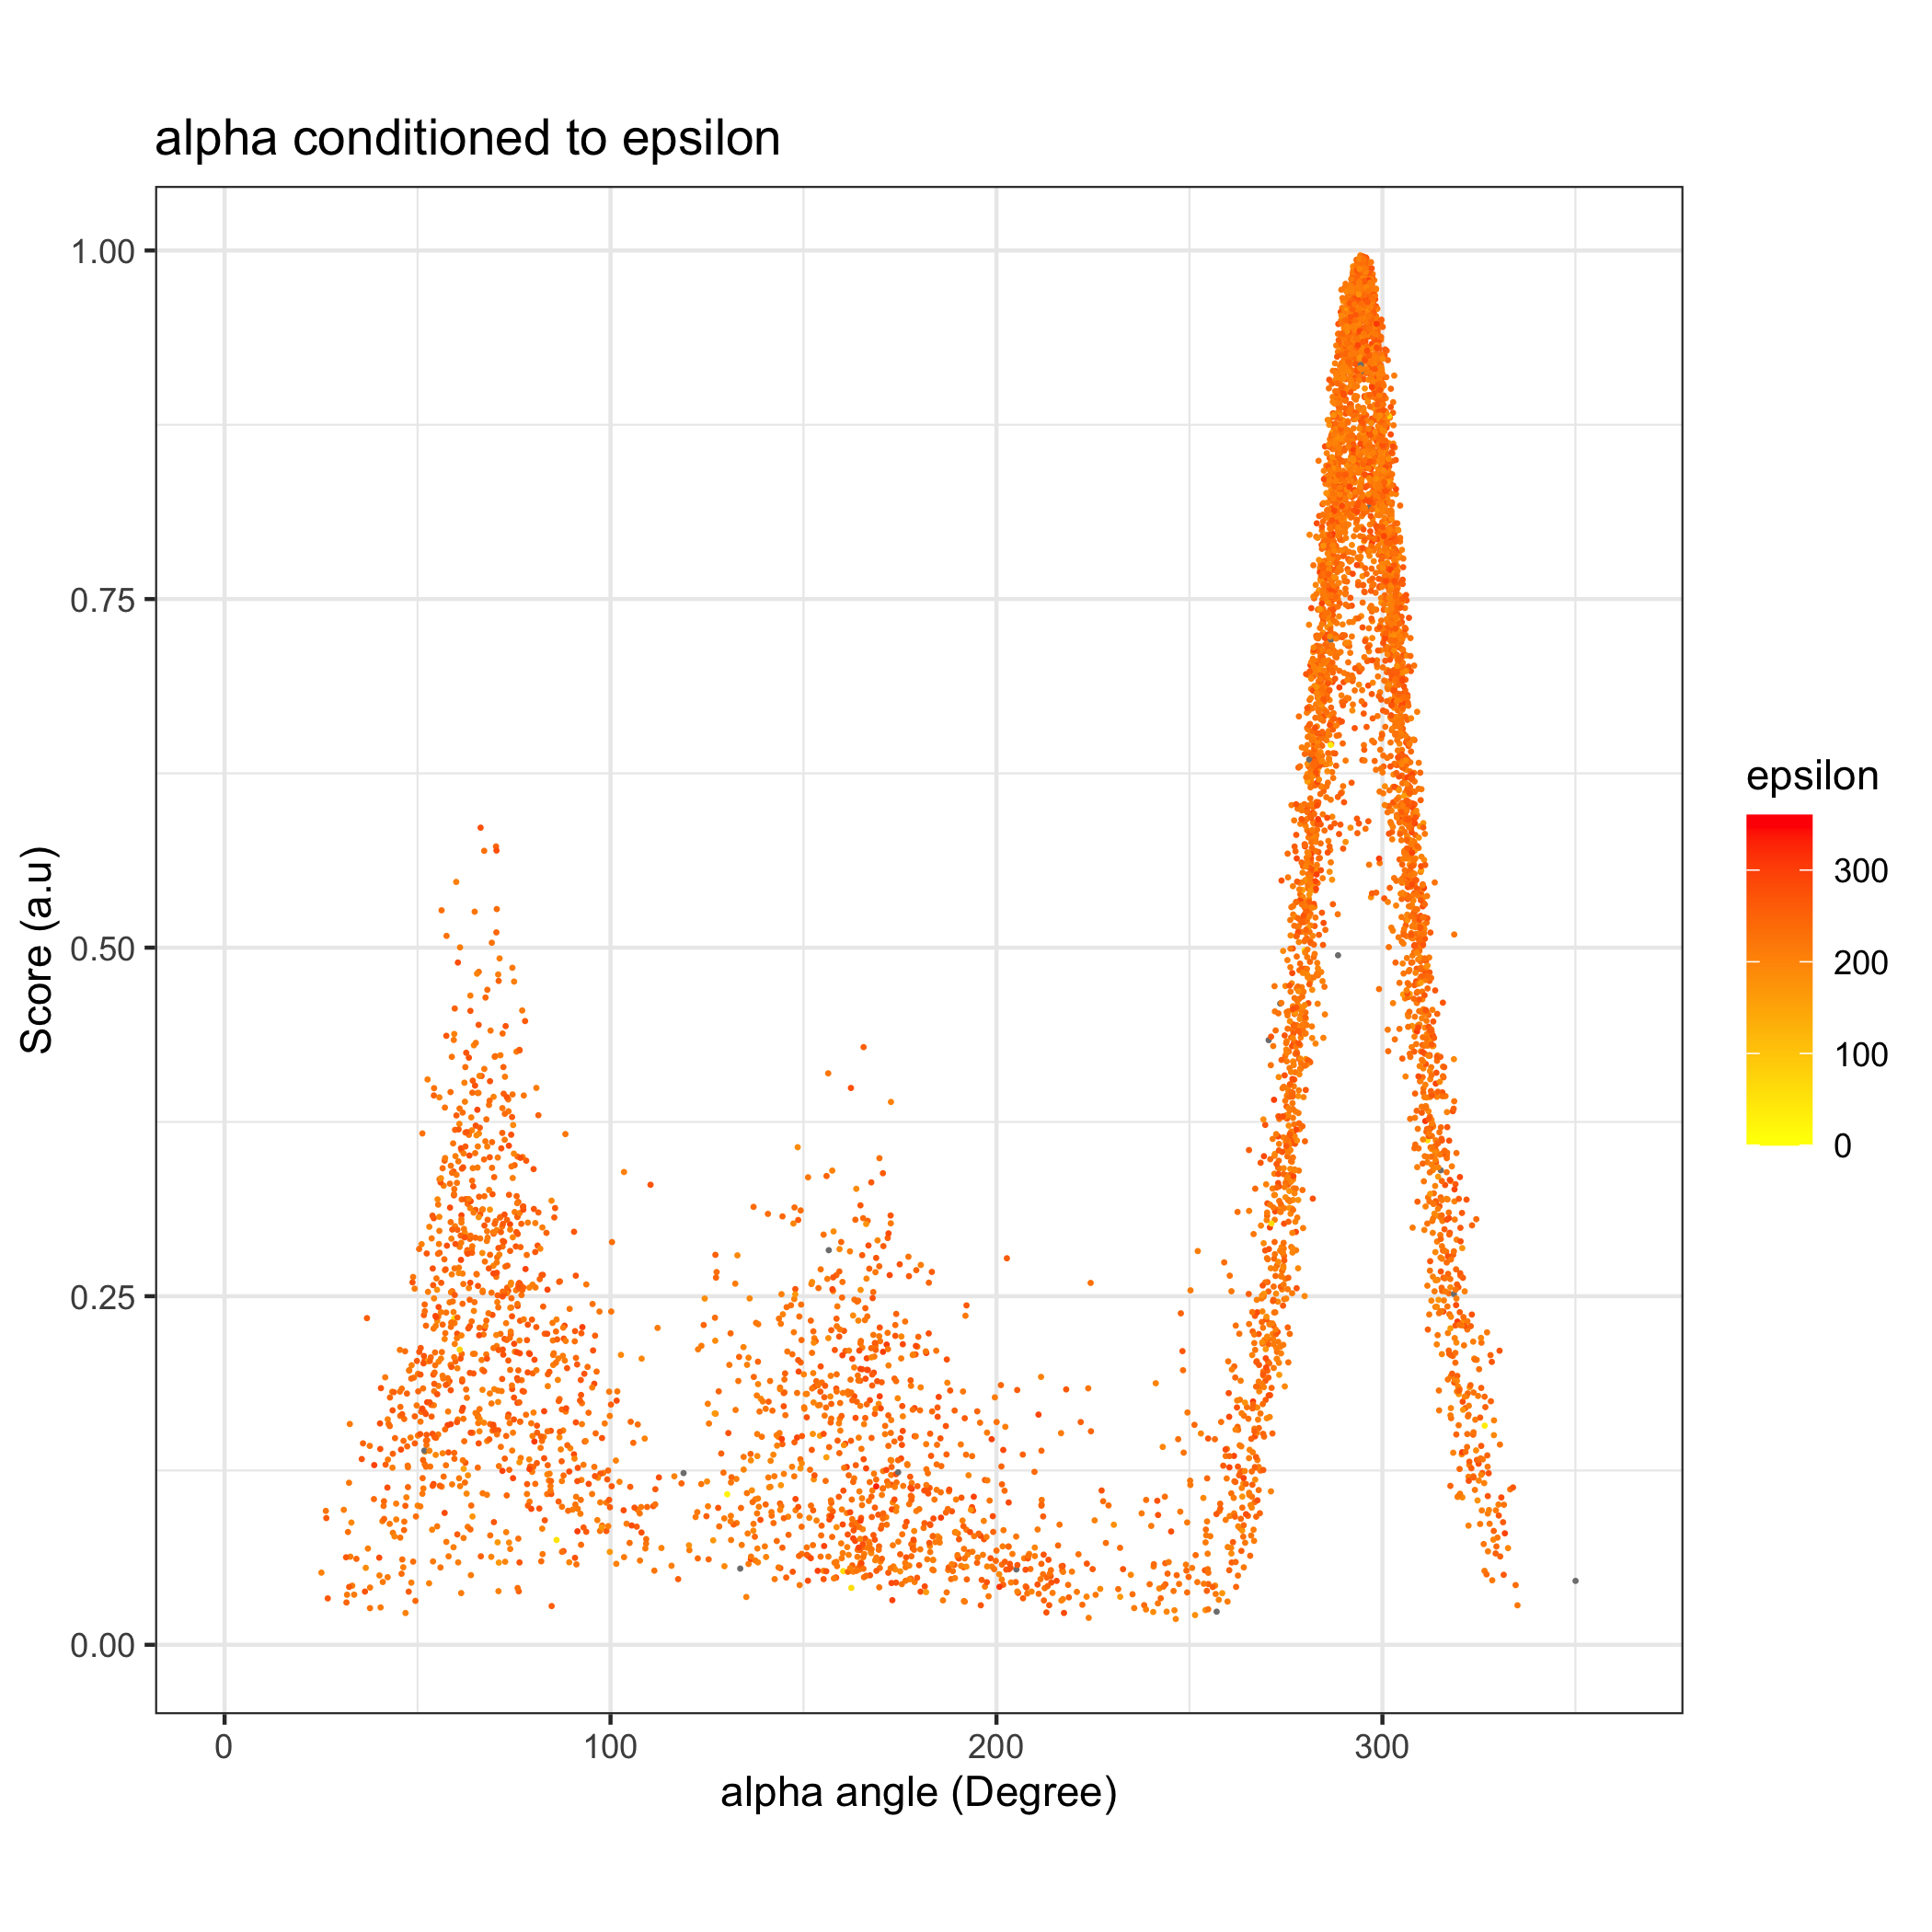 alpha conditioned to epsilon
1.00
0.75
0.50
0.25
0.00
Score (a.u)
0 100 200 300
alpha angle (Degree)
epsilon
300
200
100
0